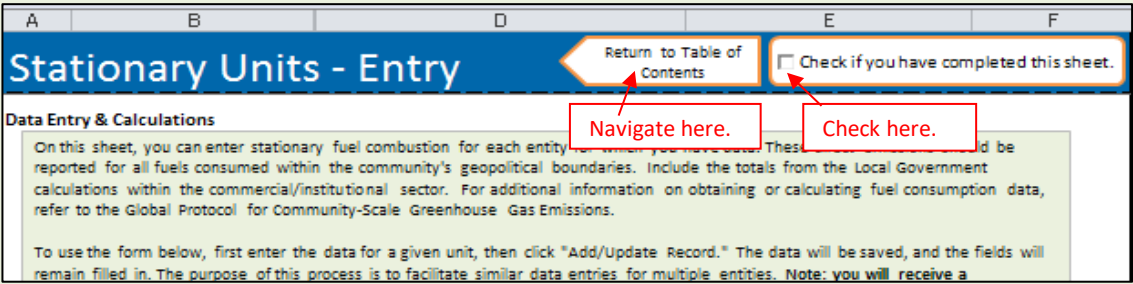 A B D E F
Stationary Units - Entry
Return to Table of
Contents
Check if you have completed this sheet.
Navigate here.
Check here.
Data Entry & Calculations
On this sheet, you can enter stationary fuel combustion for each entity for which you have data. These should be
reported for all fuels consumed within the community's geopolitical boundaries. Include the totals from the Local Government
calculations within the commercial/institutional sector. For additional information on obtaining or calculating fuel consumption data,
refer to the Global Protocol for Community-Scale Greenhouse Gas Emissions.
To use the form below, first enter the data for a given unit, then click "Add/Update Record." The data will be saved, and the fields will
remain filled in. The purpose of this process is to facilitate similar data entries for multiple entities. Note: you will receive a